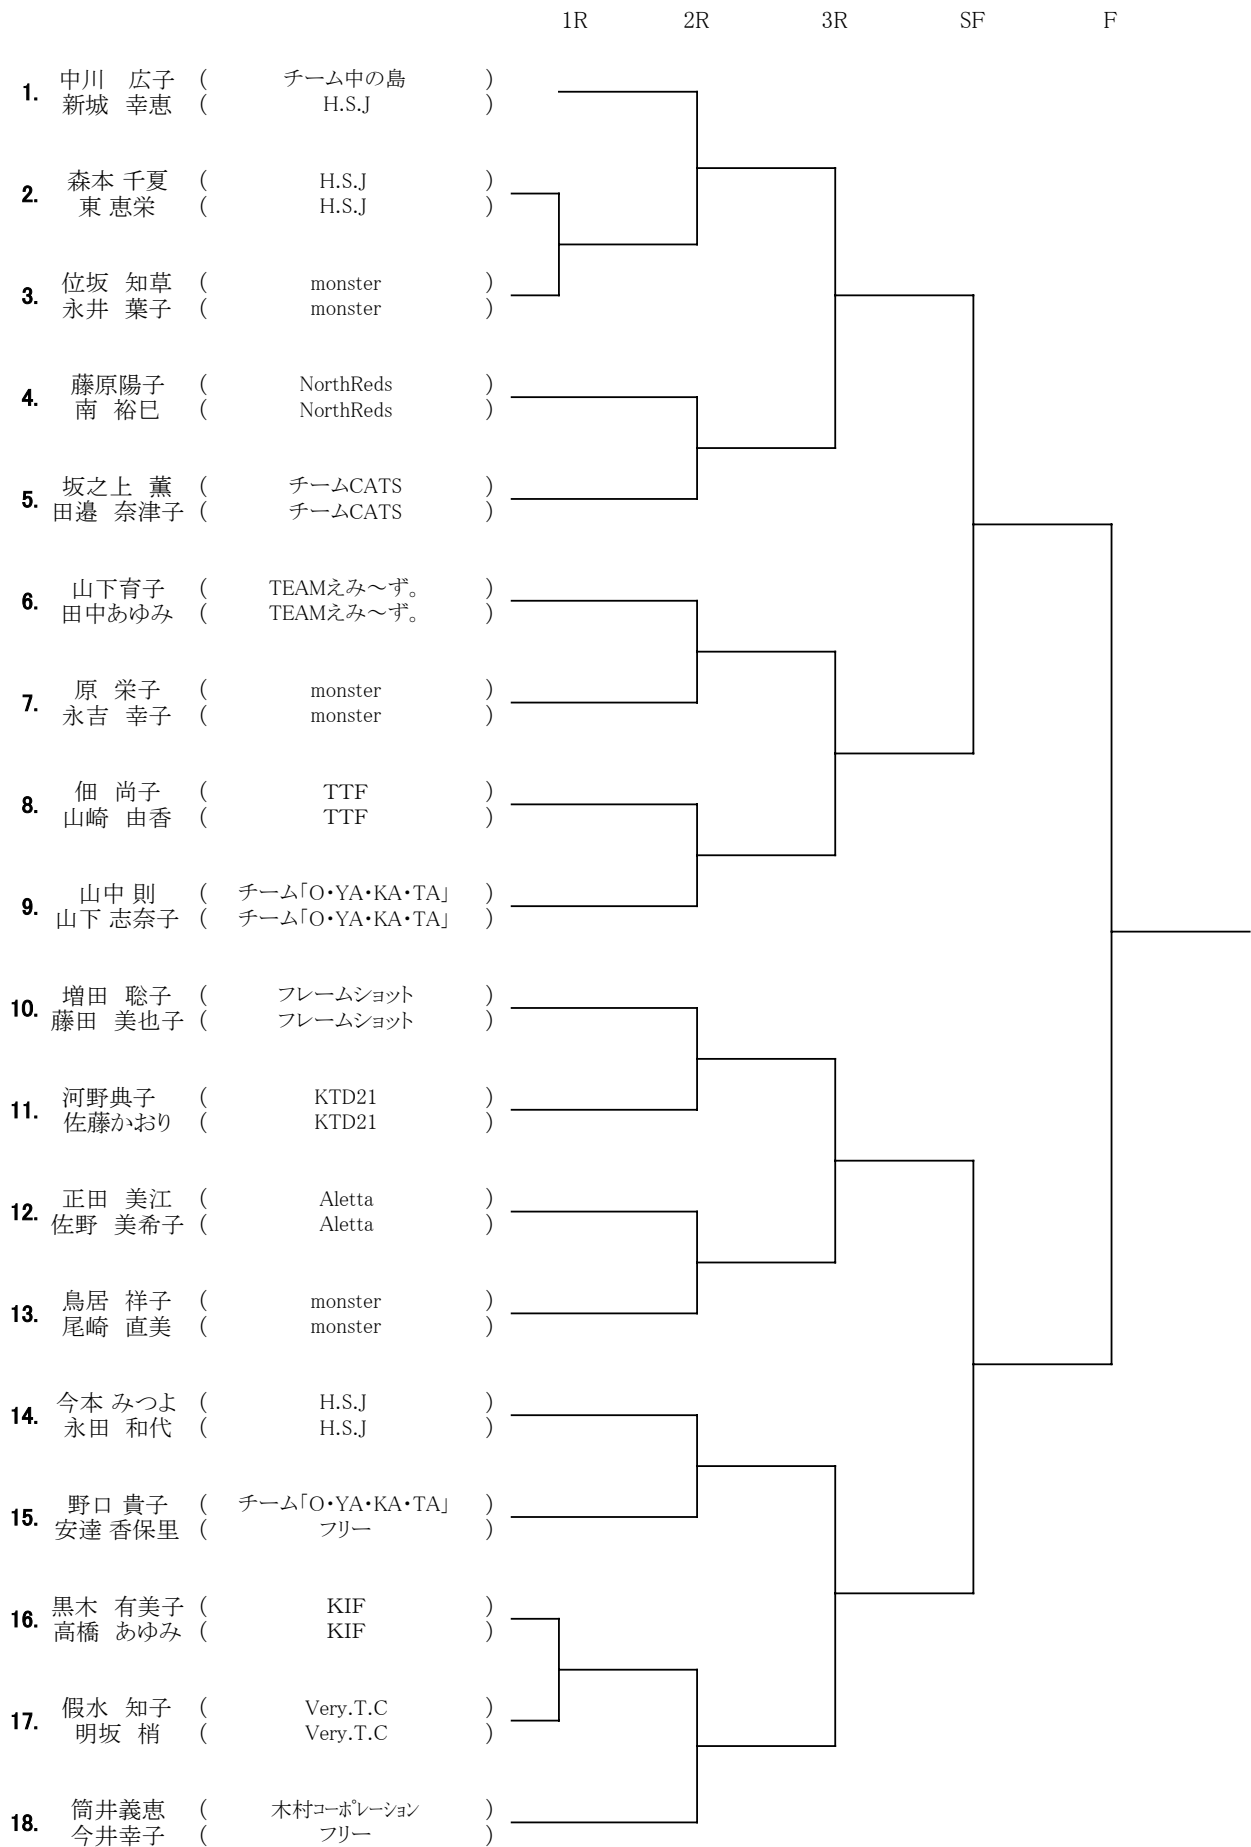 1R 2R 3R SF F
中川 広子 ( チーム中の島 )
1.
新城 幸恵 ( H.S.J )
森本 千夏 ( H.S.J )
2.
東 恵栄 ( H.S.J )
位坂 知草 ( monster )
3.
永井 葉子 ( monster )
藤原陽子 ( NorthReds )
4.
南 裕巳 ( NorthReds )
坂之上 薫 ( チームCATS )
5.
田邉 奈津子 ( チームCATS )
山下育子 ( TEAMえみ～ず。 )
6.
田中あゆみ ( TEAMえみ～ず。 )
原 栄子 ( monster )
7.
永吉 幸子 ( monster )
佃 尚子 ( TTF )
8.
山崎 由香 ( TTF )
山中 則 ( チーム「O・YA・KA・TA」 )
9.
山下 志奈子 ( チーム「O・YA・KA・TA」 )
増田 聡子 ( フレームショット )
10.
藤田 美也子 ( フレームショット )
河野典子 ( KTD21 )
11.
佐藤かおり ( KTD21 )
正田 美江 ( Aletta )
12.
佐野 美希子 ( Aletta )
鳥居 祥子 ( monster )
13.
尾崎 直美 ( monster )
今本 みつよ ( H.S.J )
14.
永田 和代 ( H.S.J )
野口 貴子 ( チーム「O・YA・KA・TA」 )
15.
安達 香保里 ( フリー )
黒木 有美子 ( KIF )
16.
高橋 あゆみ ( KIF )
假水 知子 ( Very.T.C )
17.
明坂 梢 ( Very.T.C )
筒井義恵 ( 木村コーポレーション )
18.
今井幸子 ( フリー )